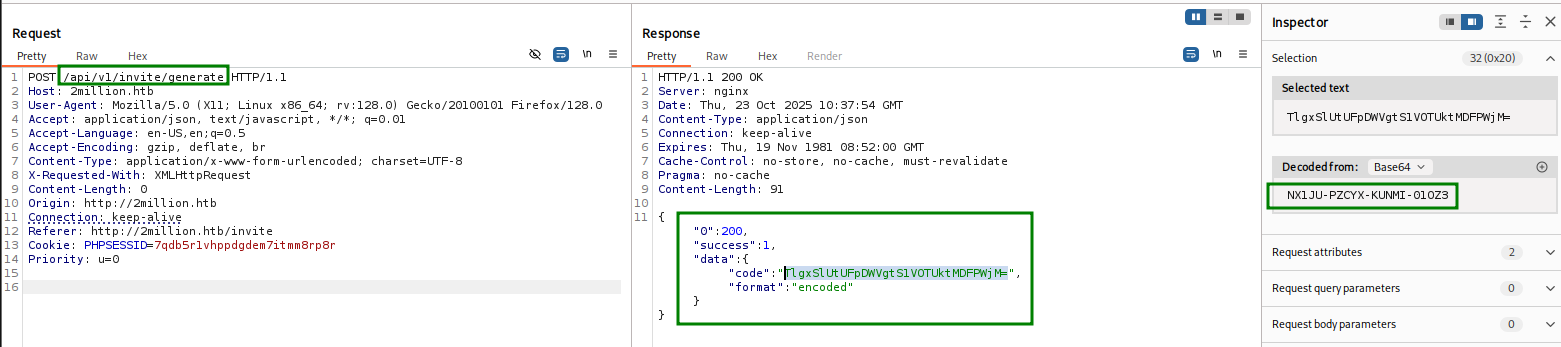 Request
Pretty Raw Hex \n
1 POST /api/v1/invite/generate HTTP/1.1
2 Host: 2million.htb
3 User-Agent: Mozilla/5.0 (X11; Linux x86_64; rv:128.0) Gecko/20100101 Firefox/128.0
4 Accept: application/json, text/javascript, */*; q=0.01
5 Accept-Language: en-US,en;q=0.5
6 Accept-Encoding: gzip, deflate, br
7 Content-Type: application/x-www-form-urlencoded; charset=UTF-8
8 X-Requested-With: XMLHttpRequest
9 Content-Length: 0
10 Origin: http://2million.htb
11 Connection: keep-alive
12 Referer: http://2million.htb/invite
13 Cookie: PHPSESSID=7qdb5r1vhppdgdem7itmm8rp8r
14 Priority: u=0
15
16
Response
Pretty Raw Hex Render \n
1 HTTP/1.1 200 OK
2 Server: nginx
3 Date: Thu, 23 Oct 2025 10:37:54 GMT
4 Content-Type: application/json
5 Connection: keep-alive
6 Expires: Thu, 19 Nov 1981 08:52:00 GMT
7 Cache-Control: no-store, no-cache, must-revalidate
8 Pragma: no-cache
9 Content-Length: 91
10
11 {
"0":200,
"success":1,
"data":{
"code":"TlgxSlUtUFpDWVgtS1VOTUktMDFPWjM=",
"format":"encoded"
}
}
Inspector
Selection 32 (0x20)
Selected text
TlgxSlUtUFpDWVgtS1VOTUktMDFPWjM=
Decoded from: Base64
NX1JU-PZCYX-KUNMI-01OZ3
Request attributes 2
Request query parameters 0
Request body parameters 0